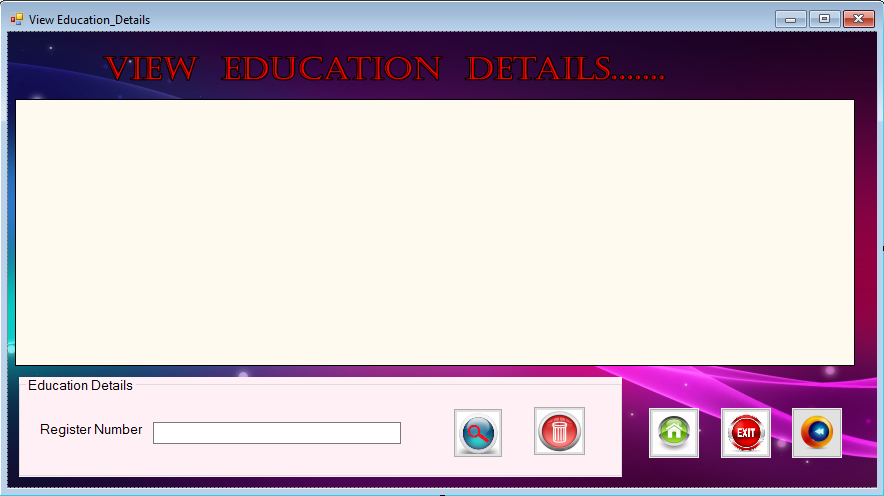 View Education_Details
VIEW EDUCATION DETAILS.......
Education Details
Register Number
EXIT